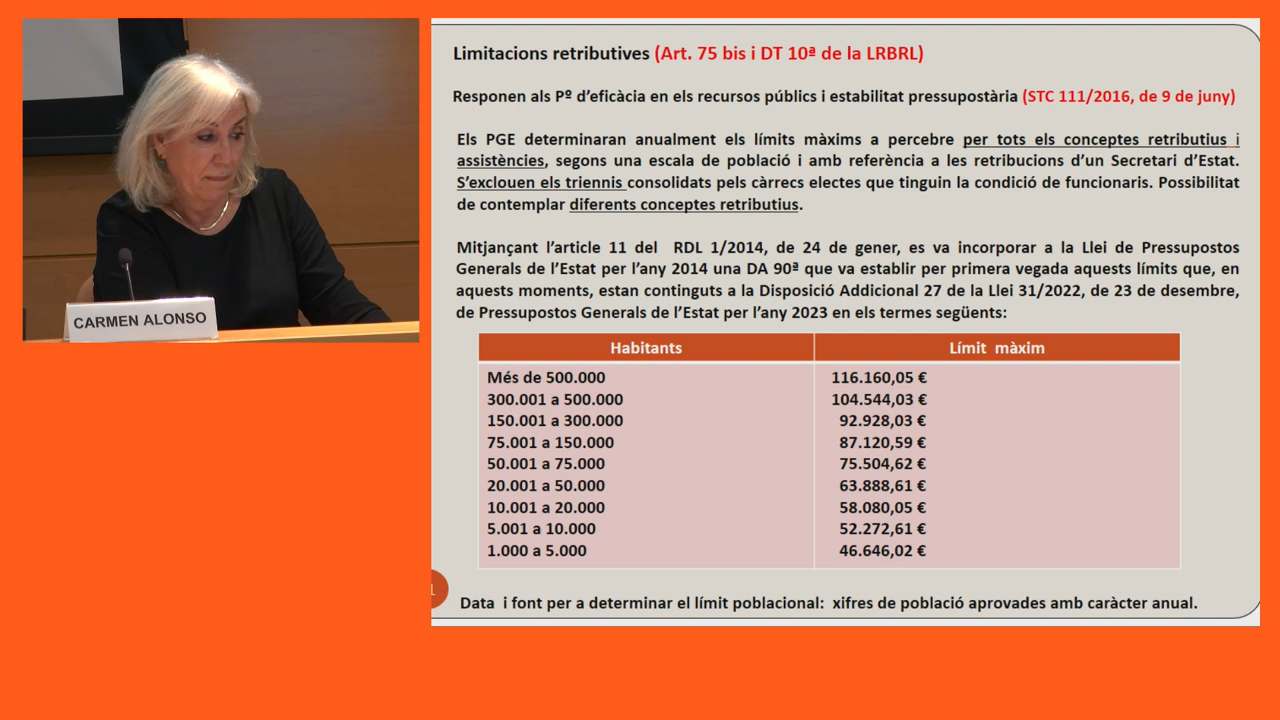 CARMEN ALONSO
Limitacions retributives (Art. 75 bis i DT 10ª de la LRBRL)
Responen als Pº d’eficàcia en els recursos públics i estabilitat pressupostària (STC 111/2016, de 9 de juny)
Els PGE determinaran anualment els límits màxims a percebre per tots els conceptes retributius i
assistències, segons una escala de població i amb referència a les retribucions d’un Secretari d’Estat.
S’exclouen els triennis consolidats pels càrrecs electes que tinguin la condició de funcionaris. Possibilitat
de contemplar diferents conceptes retributius.
Mitjançant l’article 11 del RDL 1/2014, de 24 de gener, es va incorporar a la Llei de Pressupostos
Generals de l’Estat per l’any 2014 una DA 90ª que va establir per primera vegada aquests límits que, en
aquests moments, estan continguts a la Disposició Addicional 27 de la Llei 31/2022, de 23 de desembre,
de Pressupostos Generals de l’Estat per l’any 2023 en els termes següents:
Habitants Límit màxim
Més de 500.000 116.160,05 €
300.001 a 500.000 104.544,03 €
150.001 a 300.000 92.928,03 €
75.001 a 150.000 87.120,59 €
50.001 a 75.000 75.504,62 €
20.001 a 50.000 63.888,61 €
10.001 a 20.000 58.080,05 €
5.001 a 10.000 52.272,61 €
1.000 a 5.000 46.646,02 €
Data i font per a determinar el límit poblacional: xifres de població aprovades amb caràcter anual.